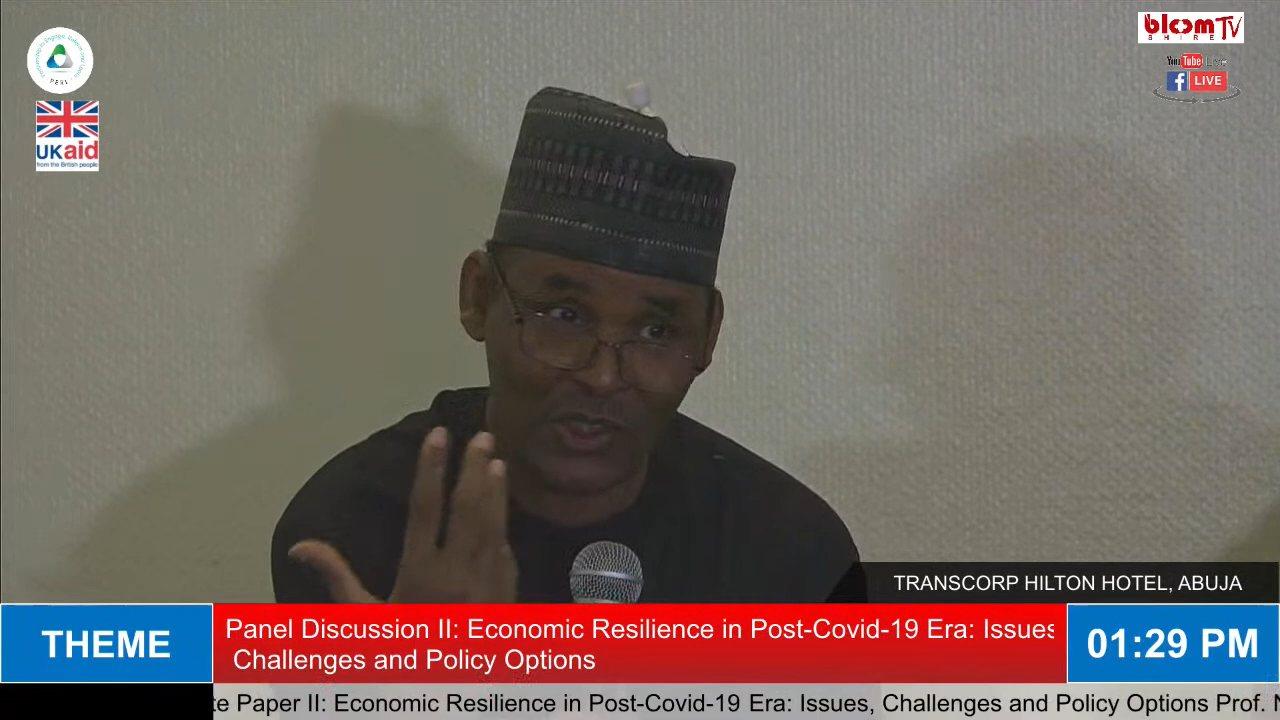 PERL
UKaid
from the British people
bloomTV
SHIRE
YouTube Live
LIVE
TRANSCORP HILTON HOTEL, ABUJA
THEME
Panel Discussion II: Economic Resilience in Post-Covid-19 Era: Issues
Challenges and Policy Options
01:29 PM
te Paper II: Economic Resilience in Post-Covid-19 Era: Issues, Challenges and Policy Options Prof.